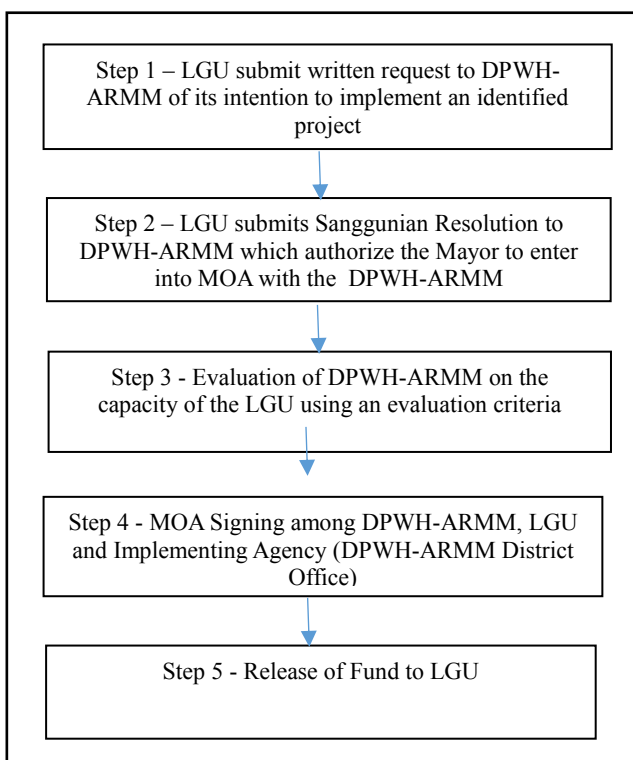 Step 1 – LGU submit written request to DPWH-
ARMM of its intention to implement an identified
project
Step 2 – LGU submits Sanggunian Resolution to
DPWH-ARMM which authorize the Mayor to enter
into MOA with the DPWH-ARMM
Step 3 - Evaluation of DPWH-ARMM on the
capacity of the LGU using an evaluation criteria
Step 4 - MOA Signing among DPWH-ARMM, LGU
and Implementing Agency (DPWH-ARMM District
Office)
Step 5 - Release of Fund to LGU